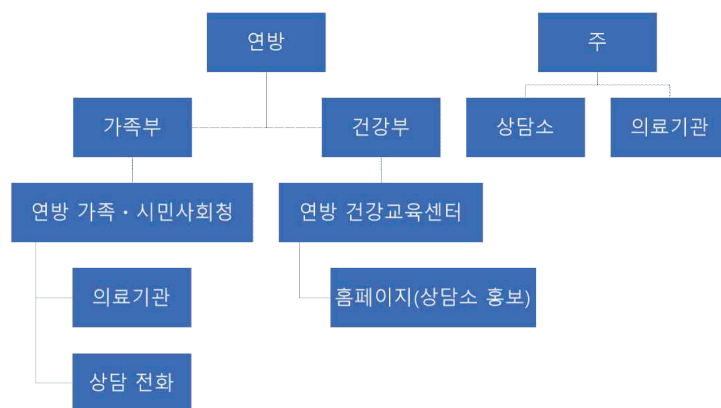 연방
주
가족부
건강부
상담소
의료기관
연방 가족・시민사회청
연방 건강교육센터
의료기관
홈페이지(상담소 홍보)
상담 전화